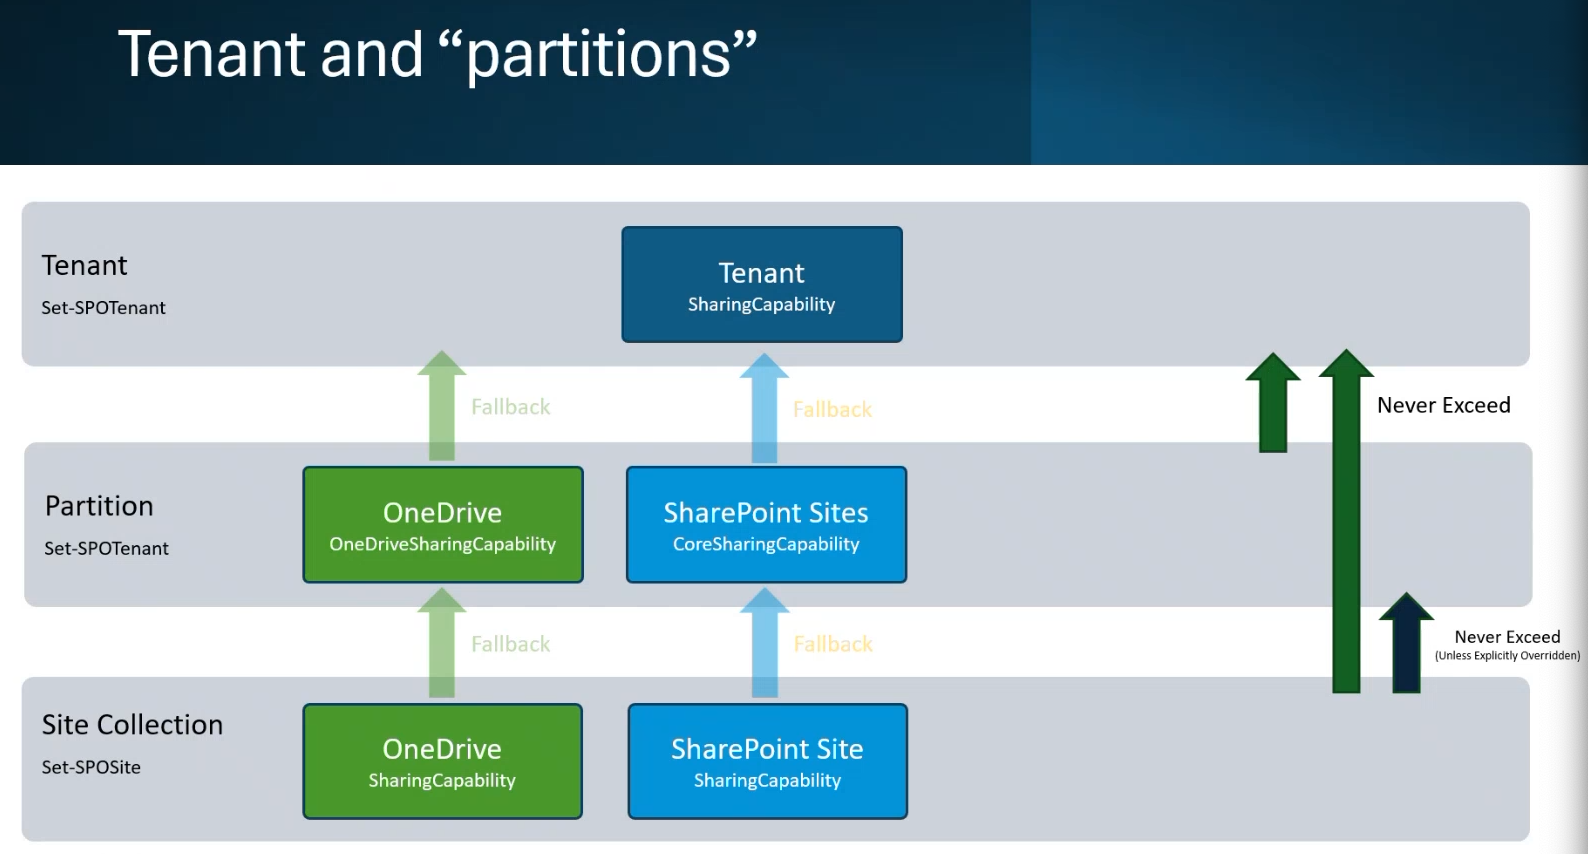 Tenant and “partitions”
Tenant
Set-SPOTenant
Tenant
SharingCapability
Fallback
Fallback
Never Exceed
Partition
Set-SPOTenant
OneDrive
OneDriveSharingCapability
SharePoint Sites
CoreSharingCapability
Fallback
Fallback
Never Exceed
(Unless Explicitly Overridden)
Site Collection
Set-SPOSite
OneDrive
SharingCapability
SharePoint Site
SharingCapability